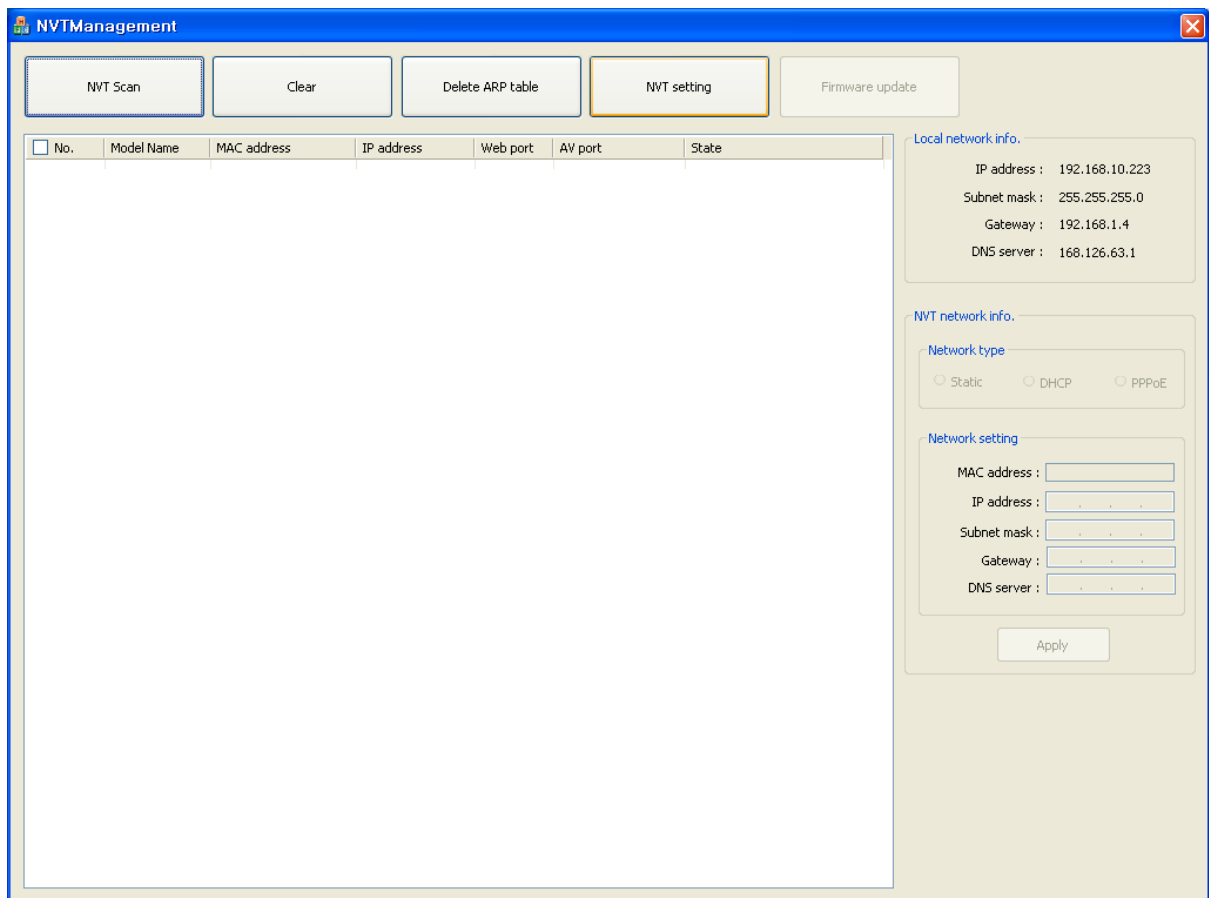 NVTManagement
NVT Scan Clear Delete ARP table NVT setting Firmware update
No. Model Name MAC address IP address Web port AV port State
Local network info.
IP address : 192.168.10.223
Subnet mask : 255.255.255.0
Gateway : 192.168.1.4
DNS server : 168.126.63.1
NVT network info.
Network type
Static DHCP PPPoE
Network setting
MAC address :
IP address : . . .
Subnet mask : . . .
Gateway : . . .
DNS server : . . .
Apply